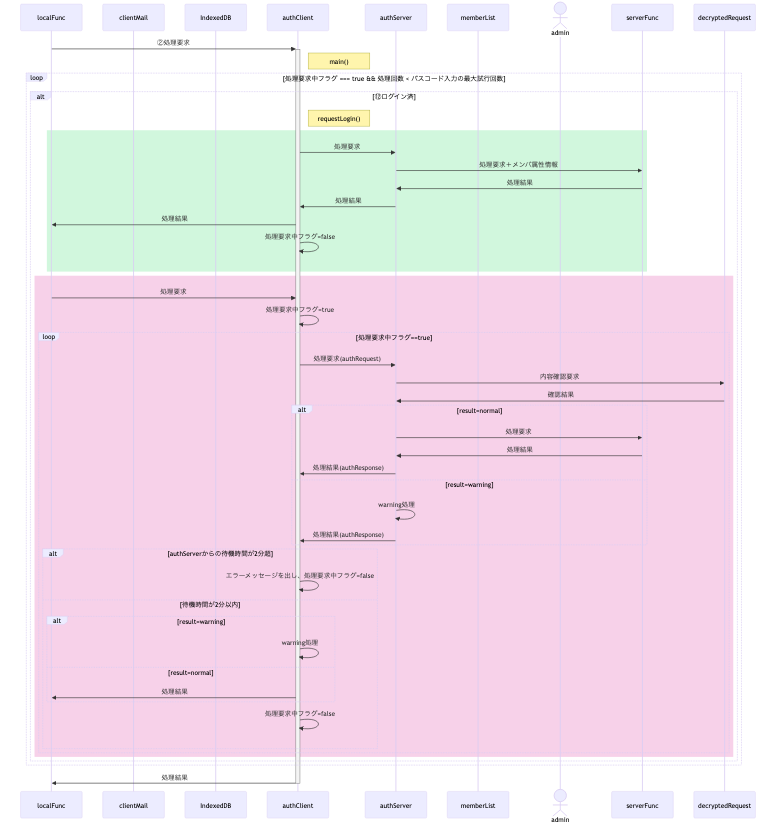 localFunc clientMail IndexedDB authClient authServer memberList admin serverFunc decryptedRequest
②処理要求
main()
loop [処理要求中フラグ === true && 処理回数 < パスコード入力の最大試行回数]
alt [⑫ログイン済]
requestLogin()
処理要求
処理要求+メンバ属性情報
処理結果
処理結果
処理結果
処理要求中フラグ=false
処理要求
処理要求中フラグ=true
loop [処理要求中フラグ==true]
処理要求(authRequest)
内容確認要求
確認結果
alt [result=normal]
処理要求
処理結果
処理結果(authResponse)
[result=warning]
warning処理
処理結果(authResponse)
alt [authServerからの待機時間が2分超]
エラーメッセージを出し、処理要求中フラグ=false
[待機時間が2分以内]
alt [result=warning]
warning処理
[result=normal]
処理結果
処理要求中フラグ=false
処理結果
localFunc clientMail IndexedDB authClient authServer memberList admin serverFunc decryptedRequest